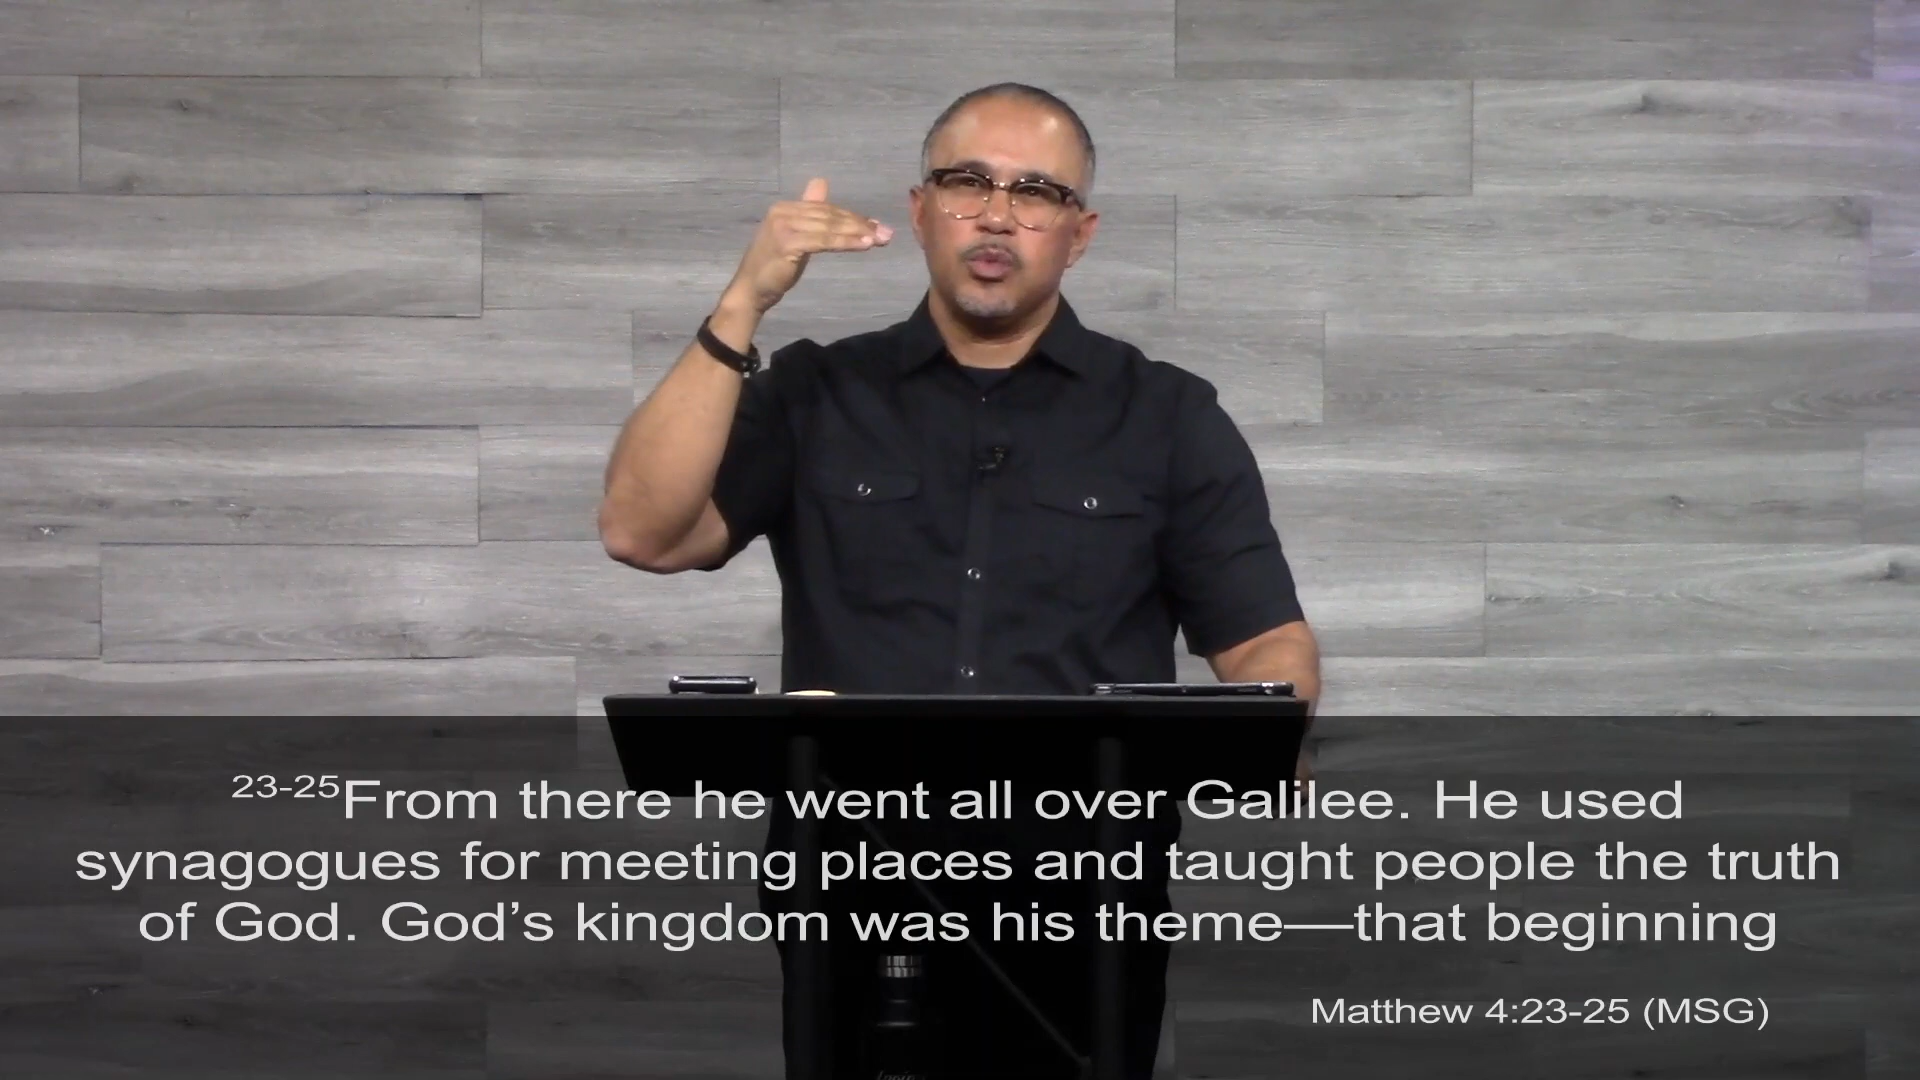 23-25From there he went all over Galilee. He used
synagogues for meeting places and taught people the truth
of God. God’s kingdom was his theme—that beginning
Matthew 4:23-25 (MSG)